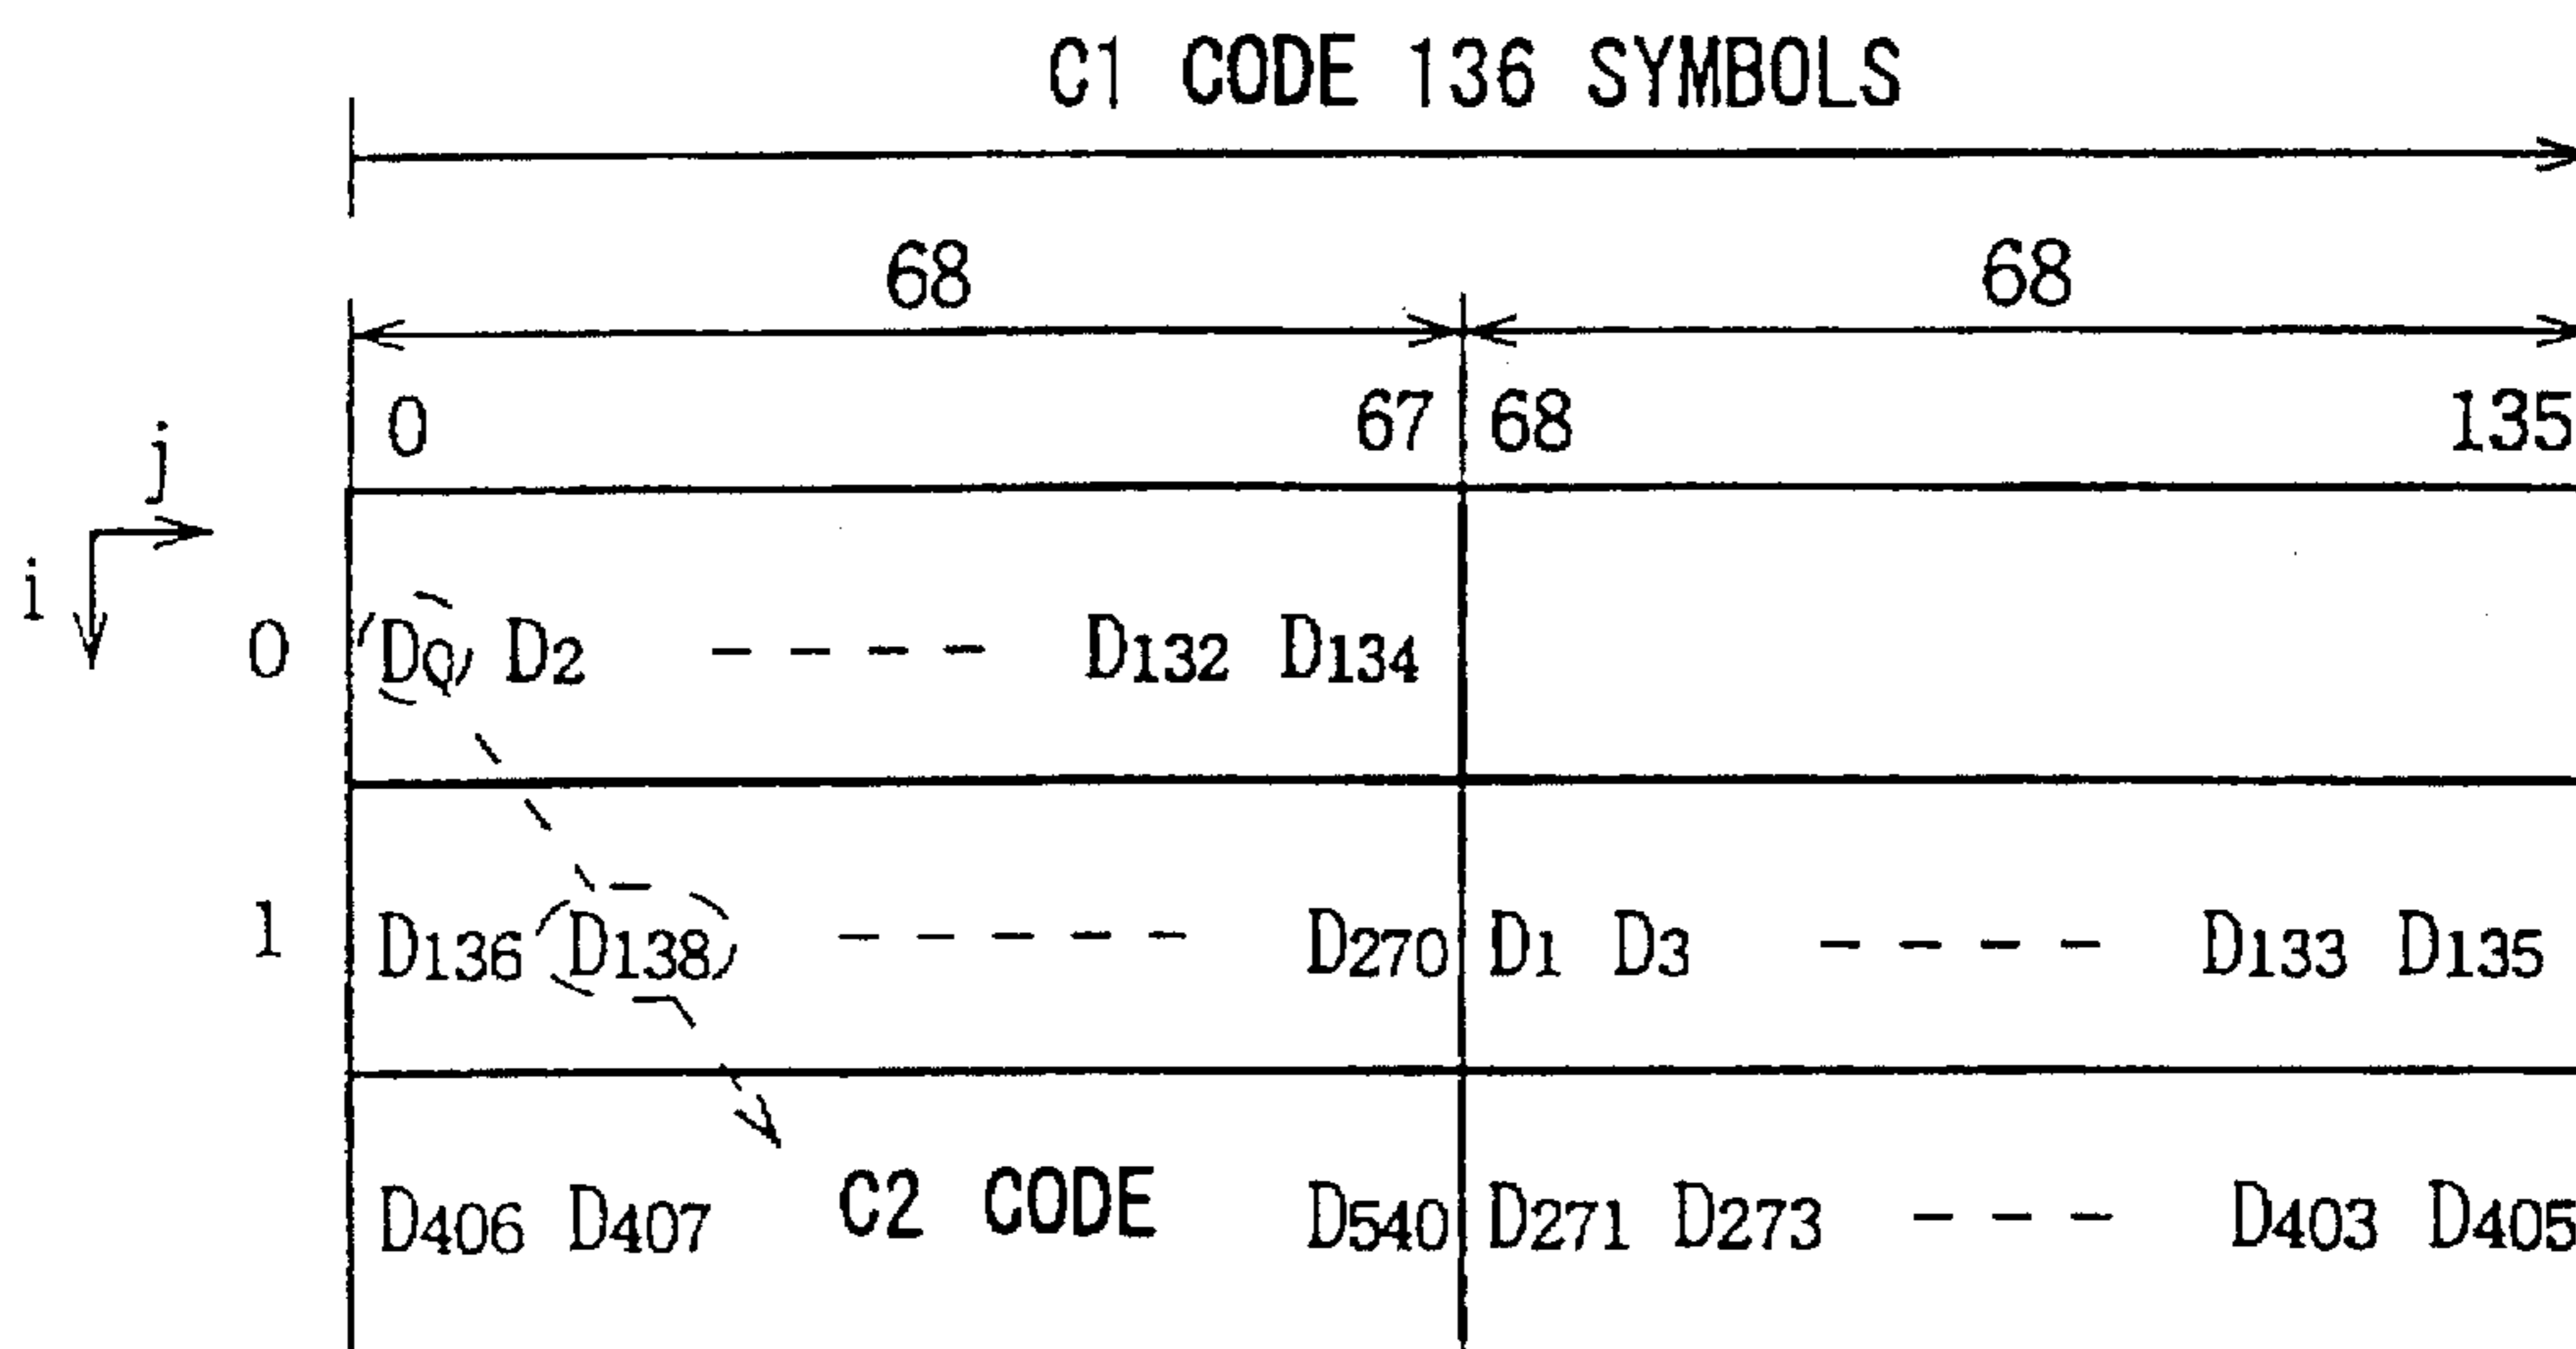 C1 CODE 136 SYMBOLS
68 68
0 67 68 135
j
i
0 D0 D2 ---- D132 D134
1 D136 D138 ----- D270 D1 D3 ---- D133 D135
D406 D407 C2 CODE D540 D271 D273 --- D403 D405